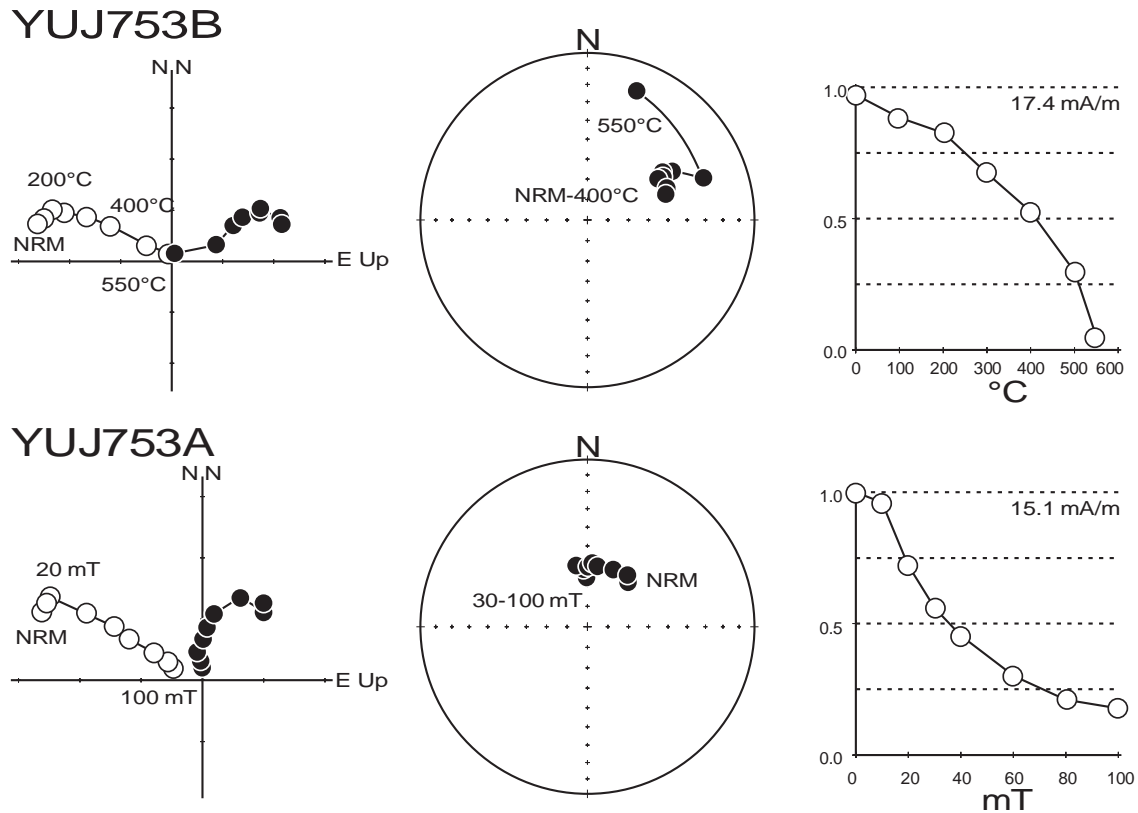 YUJ753B
N N
200°C
400°C
NRM
550°C
E Up
N
550°C
NRM-400°C
1.0
17.4 mA/m
0.5
0.0
0 100 200 300 400 500 600
°C
YUJ753A
N N
20 mT
NRM
100 mT
E Up
N
NRM
30-100 mT
1.0
15.1 mA/m
0.5
0.0
0 20 40 60 80 100
mT